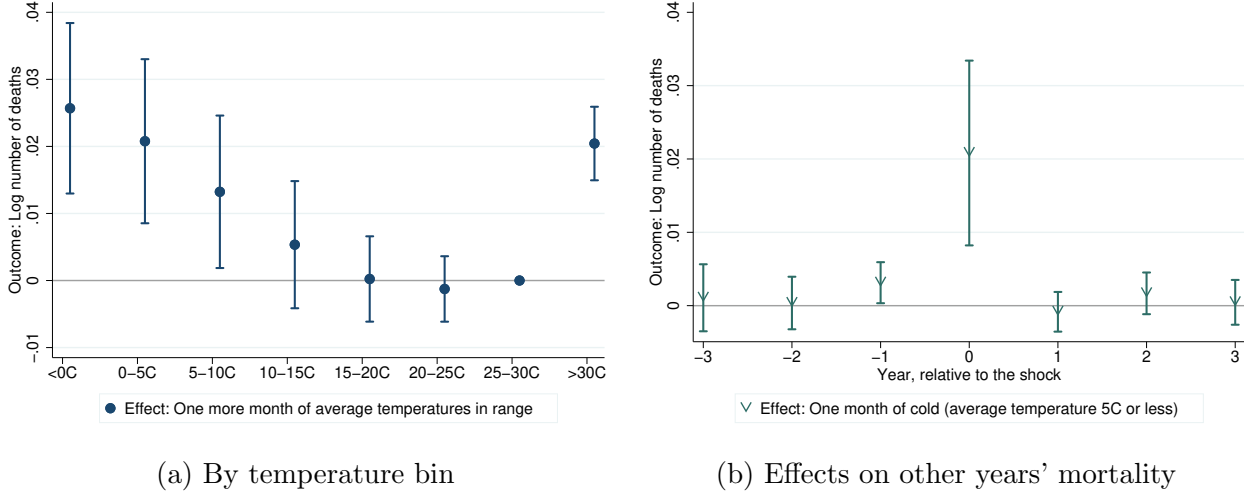 Outcome: Log number of deaths
.04
.03
.02
.01
0
-.01
<0C
0-5C
5-10C
10-15C
15-20C
20-25C
25-30C
>30C
Effect: One more month of average temperatures in range
(a) By temperature bin
Outcome: Log number of deaths
.04
.03
.02
.01
0
-3
-2
-1
0
1
2
3
Year, relative to the shock
Effect: One month of cold (average temperature 5C or less)
(b) Effects on other years' mortality